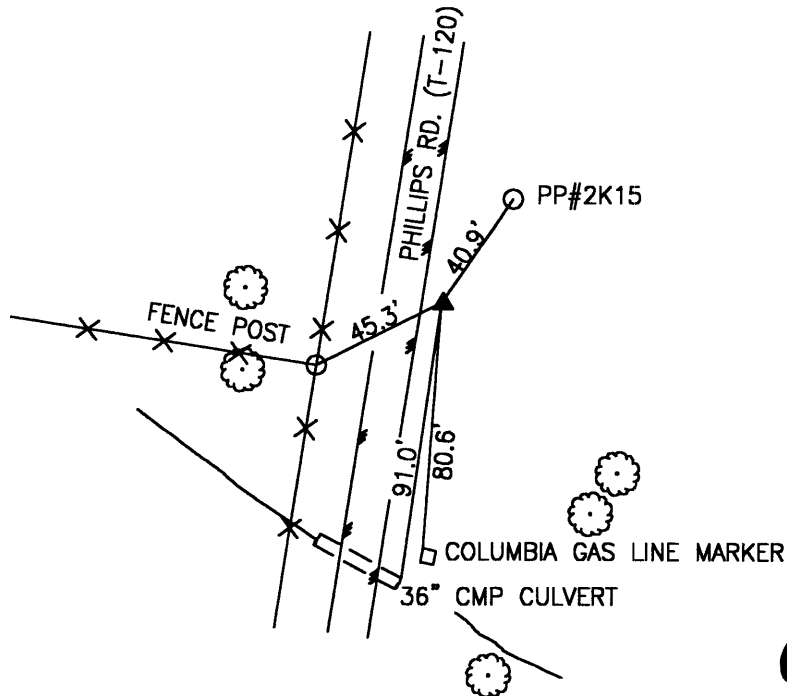 PHILLIPS RD. (T-120)
PP#2K15
40.9'
FENCE POST
45.3'
91.0'
80.6'
COLUMBIA GAS LINE MARKER
36" CMP CULVERT